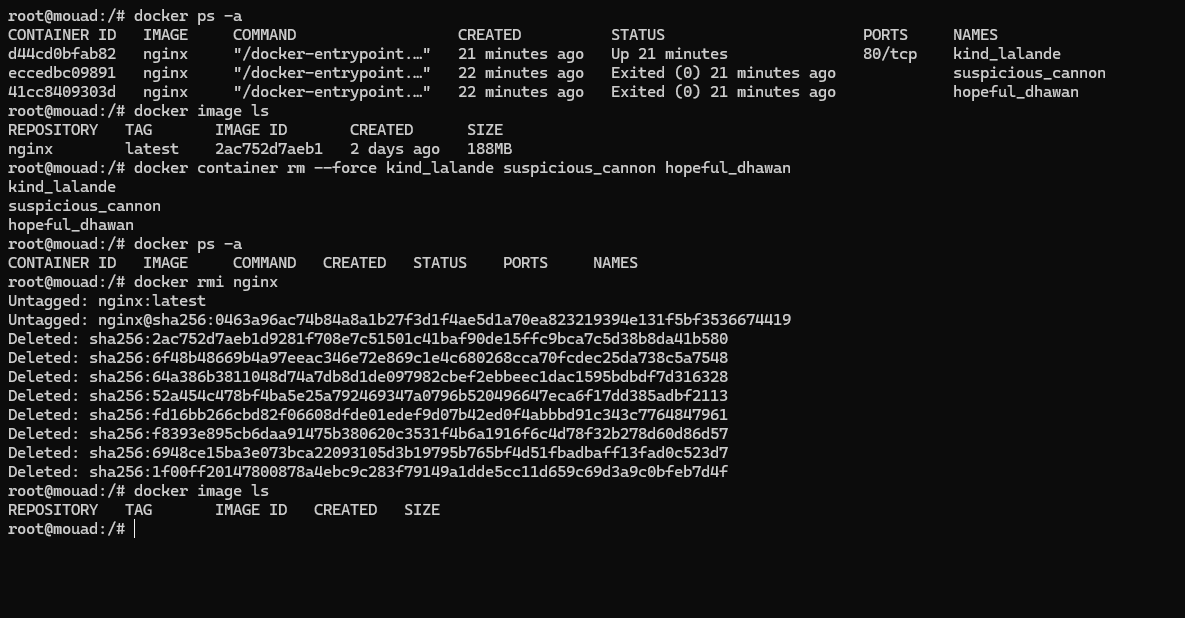 root@mouad:/# docker ps -a
CONTAINER ID   IMAGE     COMMAND                  CREATED          STATUS                      PORTS     NAMES
d44cd0bfab82   nginx     "/docker-entrypoint.…"   21 minutes ago   Up 21 minutes               80/tcp    kind_lalande
eccedbc09891   nginx     "/docker-entrypoint.…"   22 minutes ago   Exited (0) 21 minutes ago             suspicious_cannon
41cc8409303d   nginx     "/docker-entrypoint.…"   22 minutes ago   Exited (0) 21 minutes ago             hopeful_dhawan
root@mouad:/# docker image ls
REPOSITORY   TAG       IMAGE ID       CREATED      SIZE
nginx        latest    2ac752d7aeb1   2 days ago   188MB
root@mouad:/# docker container rm --force kind_lalande suspicious_cannon hopeful_dhawan
kind_lalande
suspicious_cannon
hopeful_dhawan
root@mouad:/# docker ps -a
CONTAINER ID   IMAGE     COMMAND   CREATED   STATUS    PORTS     NAMES
root@mouad:/# docker rmi nginx
Untagged: nginx:latest
Untagged: nginx@sha256:0463a96ac74b84a8a1b27f3d1f4ae5d1a70ea823219394e131f5bf3536674419
Deleted: sha256:2ac752d7aeb1d9281f708e7c51501c41baf90de15ffc9bca7c5d38b8da41b580
Deleted: sha256:6f48b48669b4a97eeac346e72e869c1e4c680268cca70fcdec25da738c5a7548
Deleted: sha256:64a386b3811048d74a7db8d1de097982cbef2ebbeec1dac1595bdbdf7d316328
Deleted: sha256:52a454c478bf4ba5e25a792469347a0796b520496647eca6f17dd385adbf2113
Deleted: sha256:fd16bb266cbd82f06608dfde01edef9d07b42ed0f4abbbd91c343c7764847961
Deleted: sha256:f8393e895cb6daa91475b380620c3531f4b6a1916f6c4d78f32b278d60d86d57
Deleted: sha256:6948ce15ba3e073bca22093105d3b19795b765bf4d51fbadbaff13fad0c523d7
Deleted: sha256:1f00ff20147800878a4ebc9c283f79149a1dde5cc11d659c69d3a9c0bfeb7d4f
root@mouad:/# docker image ls
REPOSITORY   TAG       IMAGE ID   CREATED   SIZE
root@mouad:/#